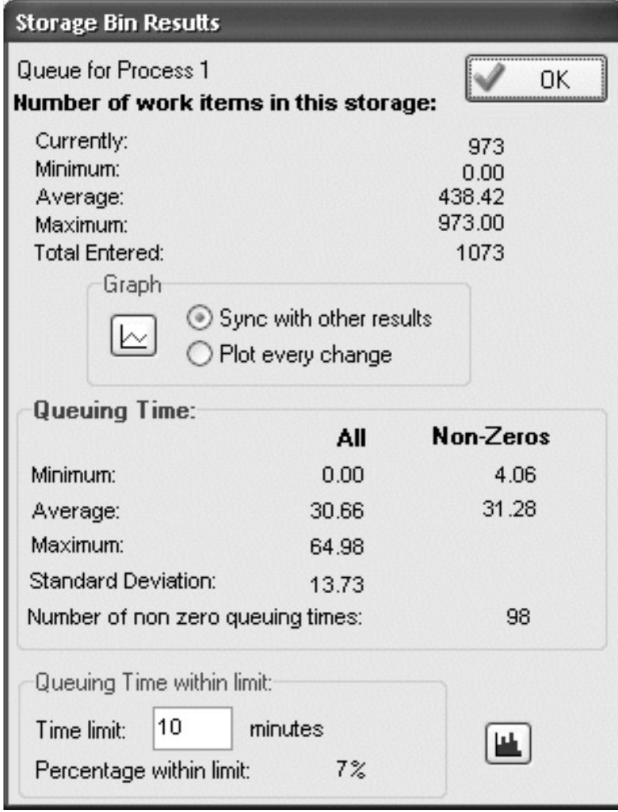 Storage Bin Results
Queue for Process 1
OK
Number of work items in this storage:
Currently: 973
Minimum: 0.00
Average: 438.42
Maximum: 973.00
Total Entered: 1073
Graph
Sync with other results
Plot every change
Queuing Time:
All Non-Zeros
Minimum: 0.00 4.06
Average: 30.66 31.28
Maximum: 64.98
Standard Deviation: 13.73
Number of non zero queuing times: 98
Queuing Time within limit:
Time limit: 10 minutes
Percentage within limit: 7%